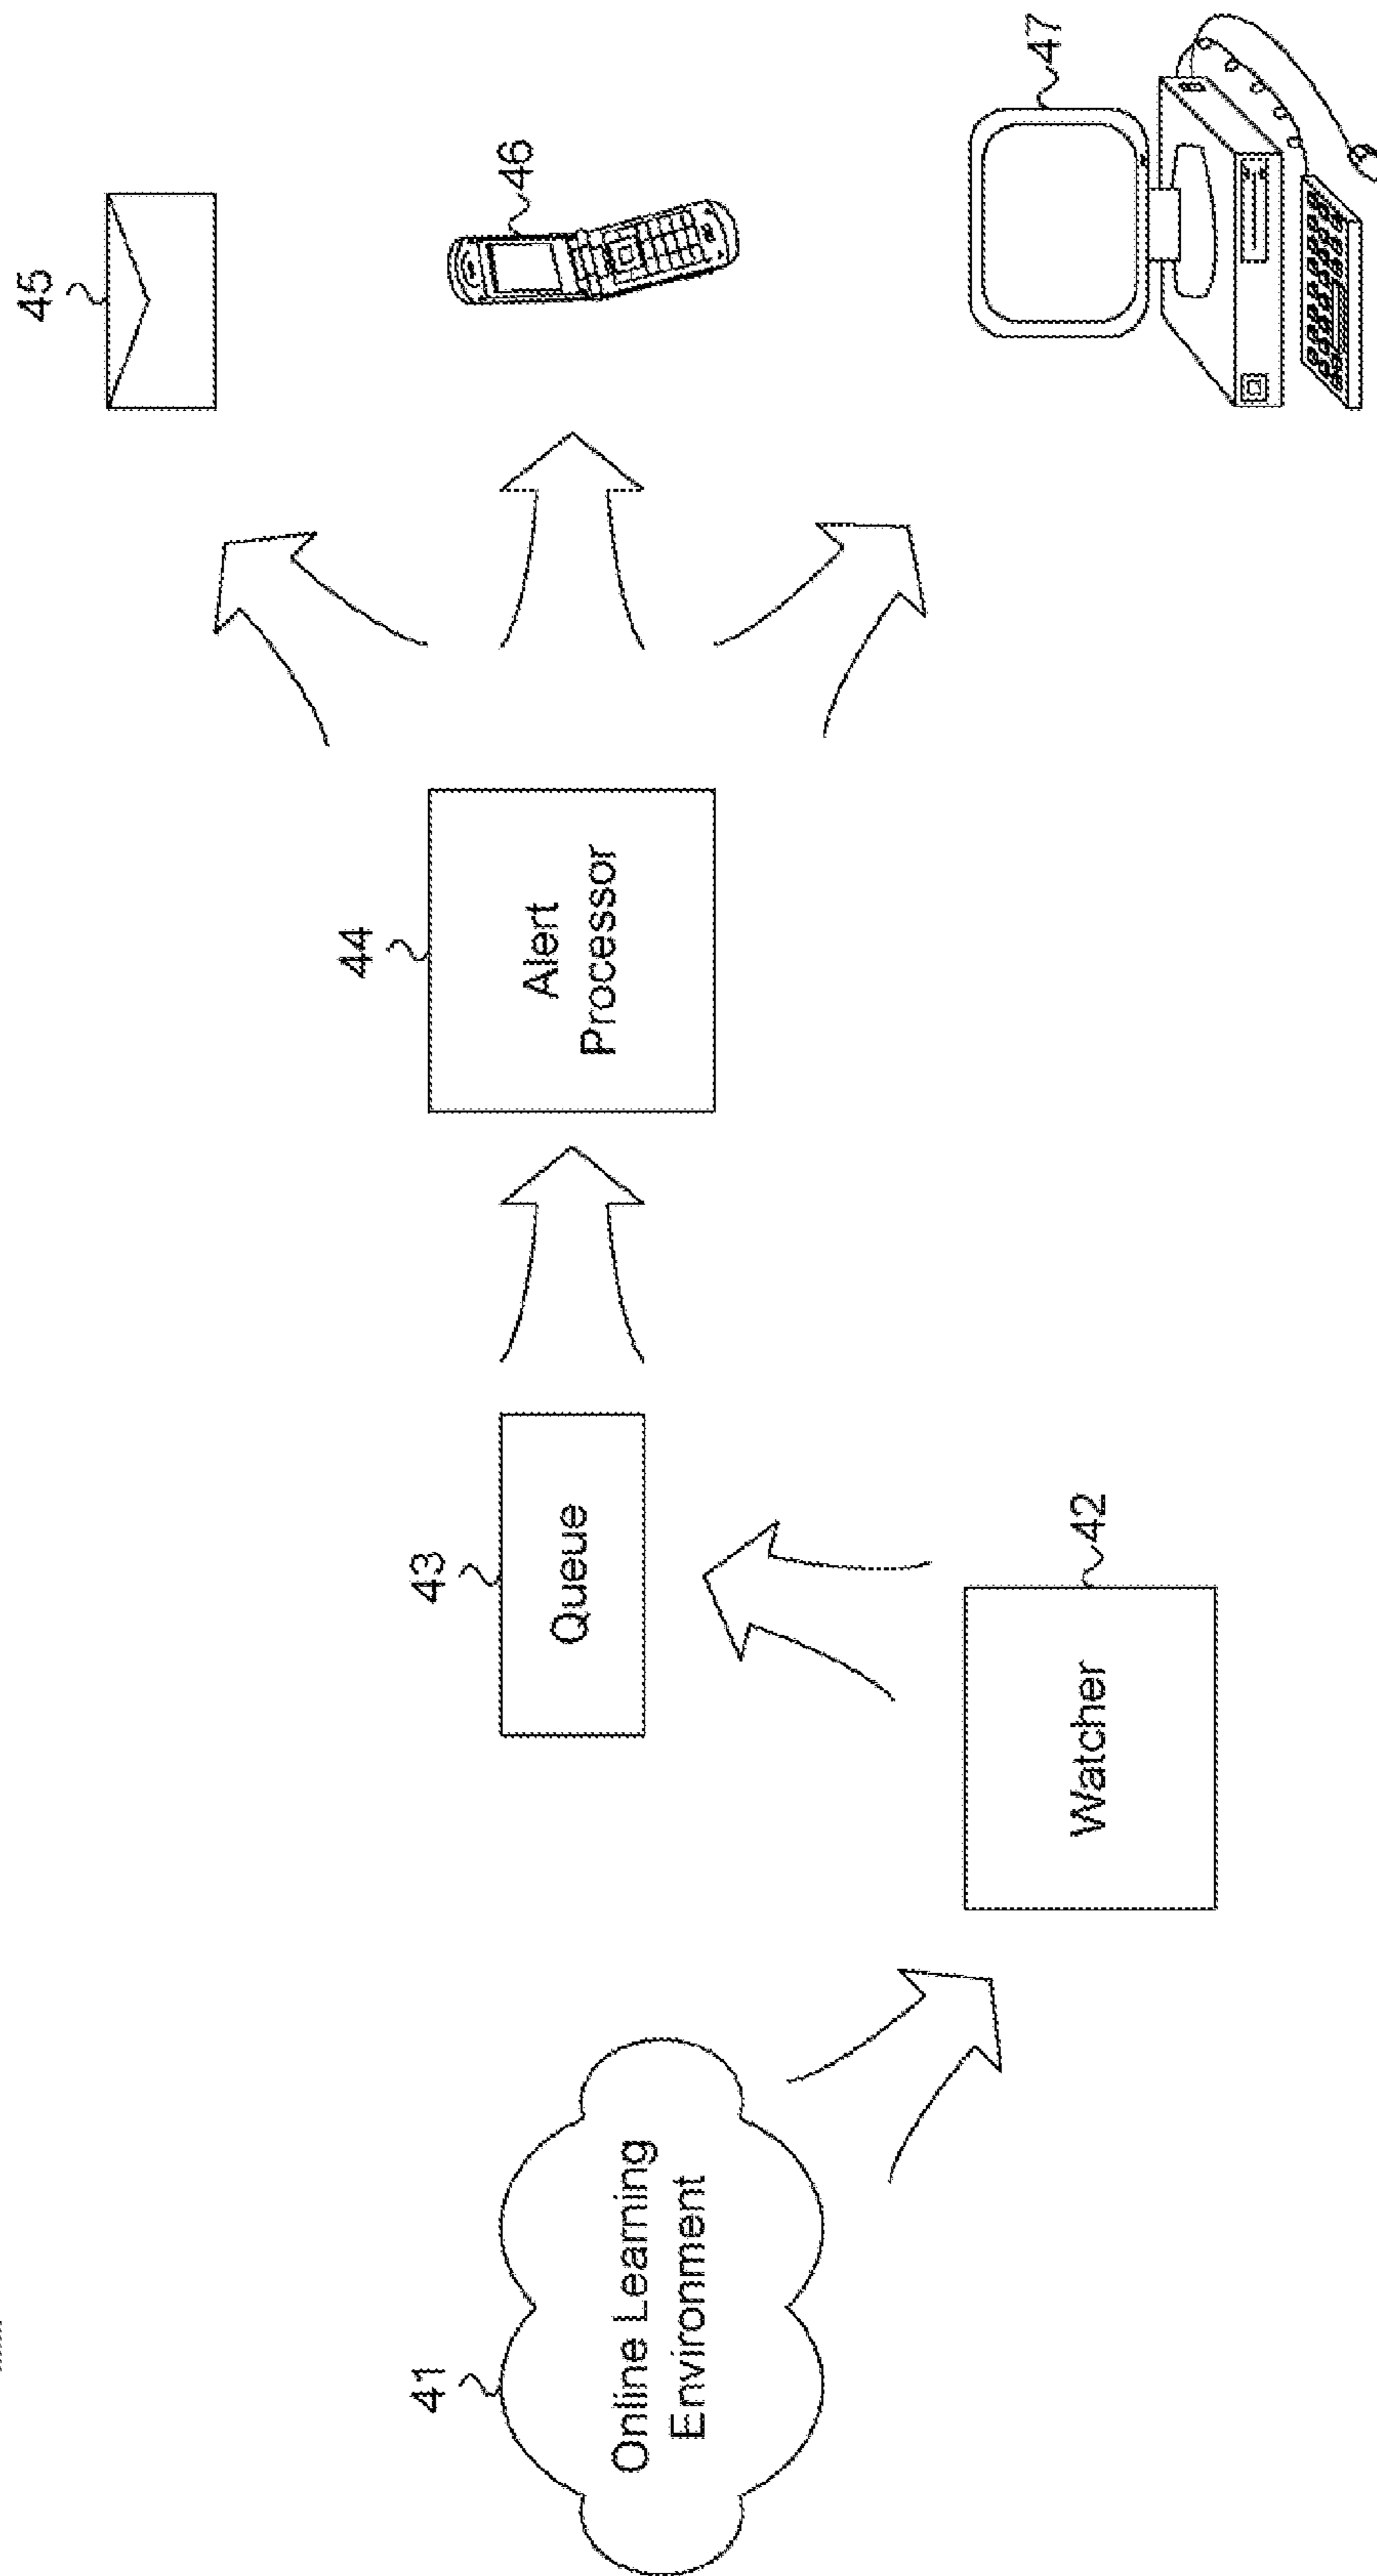 41
Online Learning
Environment
42
Watcher
43
Queue
44
Alert
Processor
45
46
47